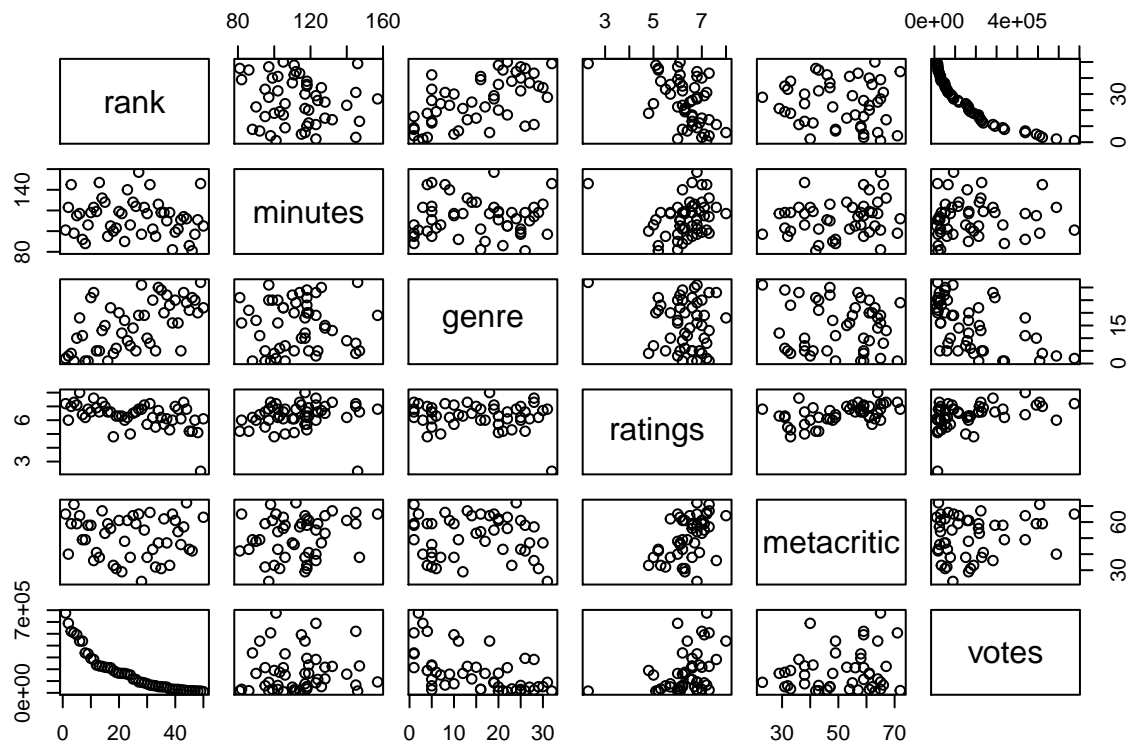 80 120 160 3 5 7 0e+00 4e+05
rank 0 30
80 140 minutes
genre 0 15
3 6 ratings
metacritic 30 60
0e+00 7e+05 votes
0 20 40 0 10 20 30 30 50 70